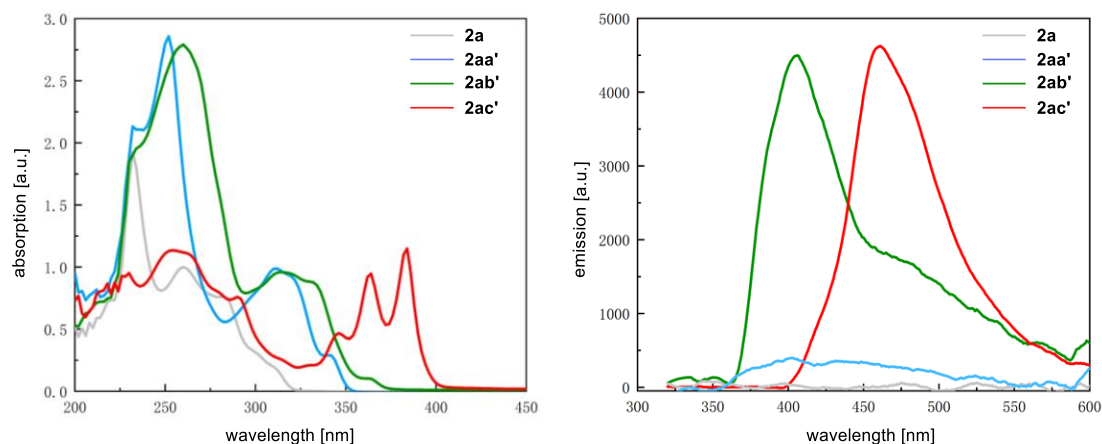 absorption [a.u.]
3.0
2.5
2.0
1.5
1.0
0.5
0.0
200
250
300
350
400
450
wavelength [nm]
2a
2aa'
2ab'
2ac'
emission [a.u.]
5000
4000
3000
2000
1000
0
300
350
400
450
500
550
600
wavelength [nm]
2a
2aa'
2ab'
2ac'